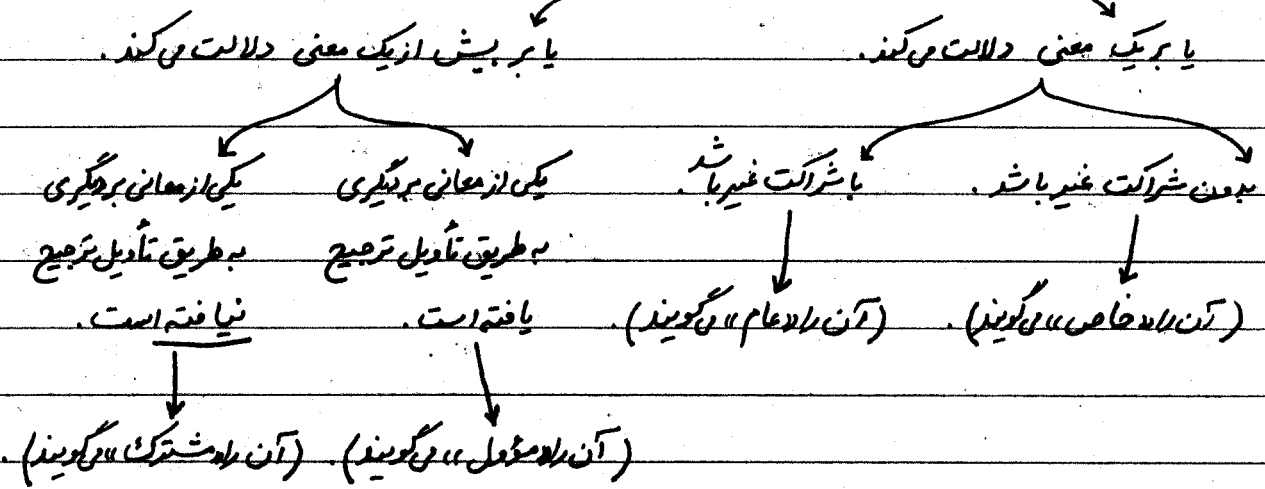 یا بر یک معنی دلالت می‌کند. یا بر بیش از یک معنی دلالت می‌کند.
بدون شراکت غیر باشد. با شراکت غیر باشد. یکی از معانی بر دیگری یکی از معانی بر دیگری
به طریق تأویل ترجیح به طریق تأویل ترجیح
یافته است. نیافته است.
(آن را «خاص» می‌گویند). (آن را «عام» می‌گویند).
(آن را «مؤول» می‌گویند). (آن را «مشترک» می‌گویند).